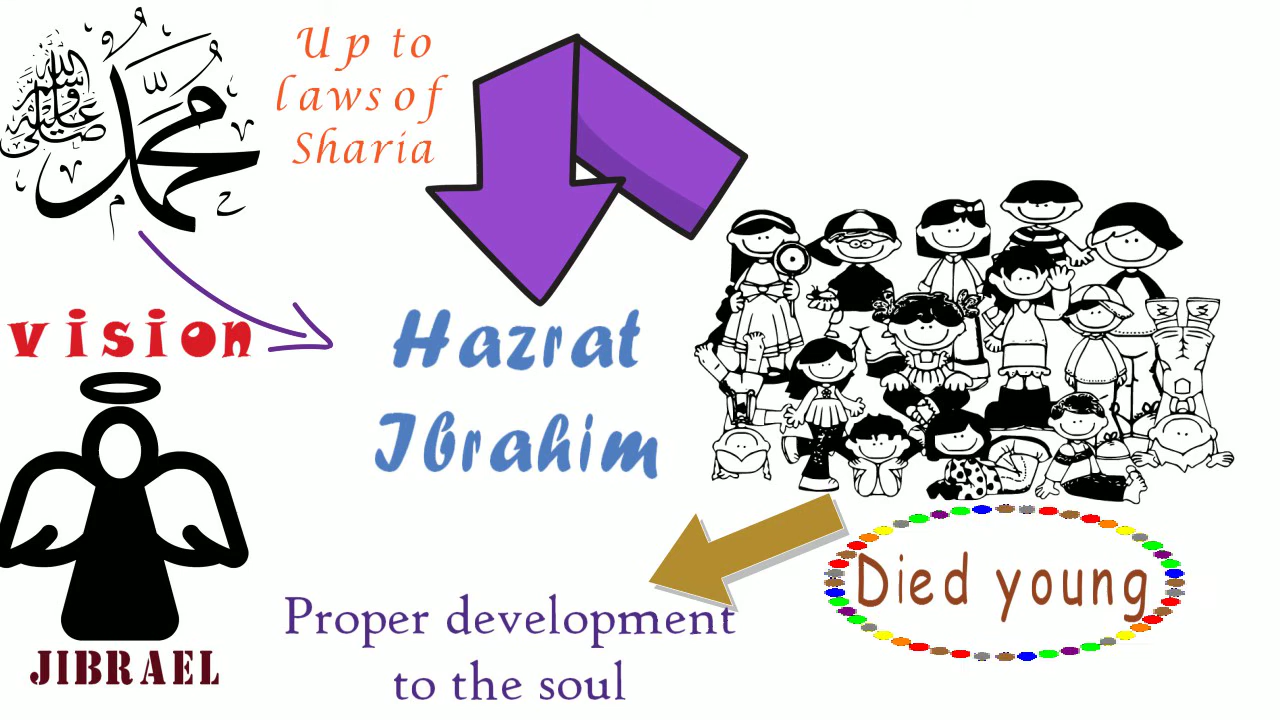 محمد
صلى الله عليه وسلم
Up to
laws of
Sharia
vision
Hazrat
Ibrahim
JIBRAEL
Died young
Proper development
to the soul